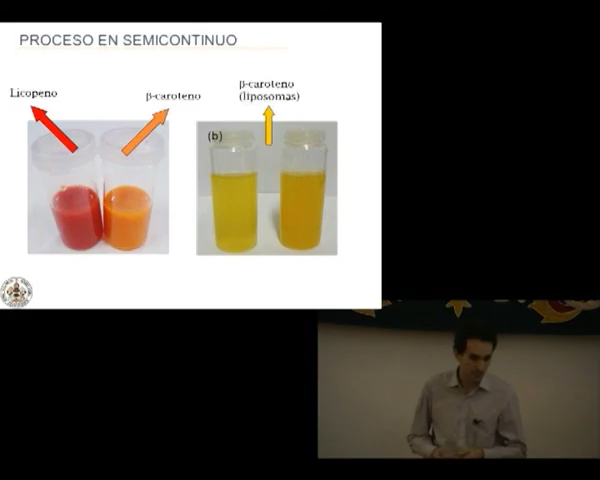 PROCESO EN SEMICONTINUO
Licopeno
β-caroteno
β-caroteno
(liposomas)
(b)